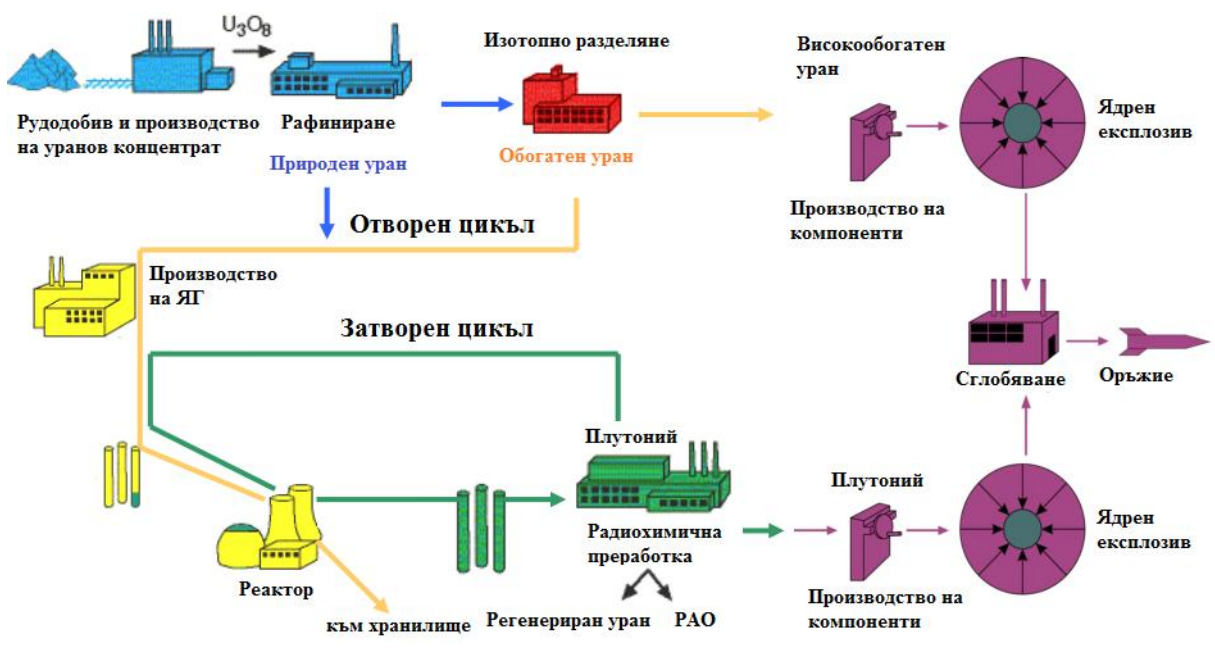 U₃O₈
Рудодобив и производство
на уранов концентрат
Рафиниране
Природен уран
Изотопно разделяне
Обогатен уран
Високообогатен
уран
Производство на
компоненти
Ядрен
експлозив
Отворен цикъл
Производство
на ЯГ
Затворен цикъл
Сглобяване
Оръжие
Плутоний
Радиохимична
преработка
Реактор
към хранилище
Регенериран уран
РАО
Плутоний
Производство на
компоненти
Ядрен
експлозив